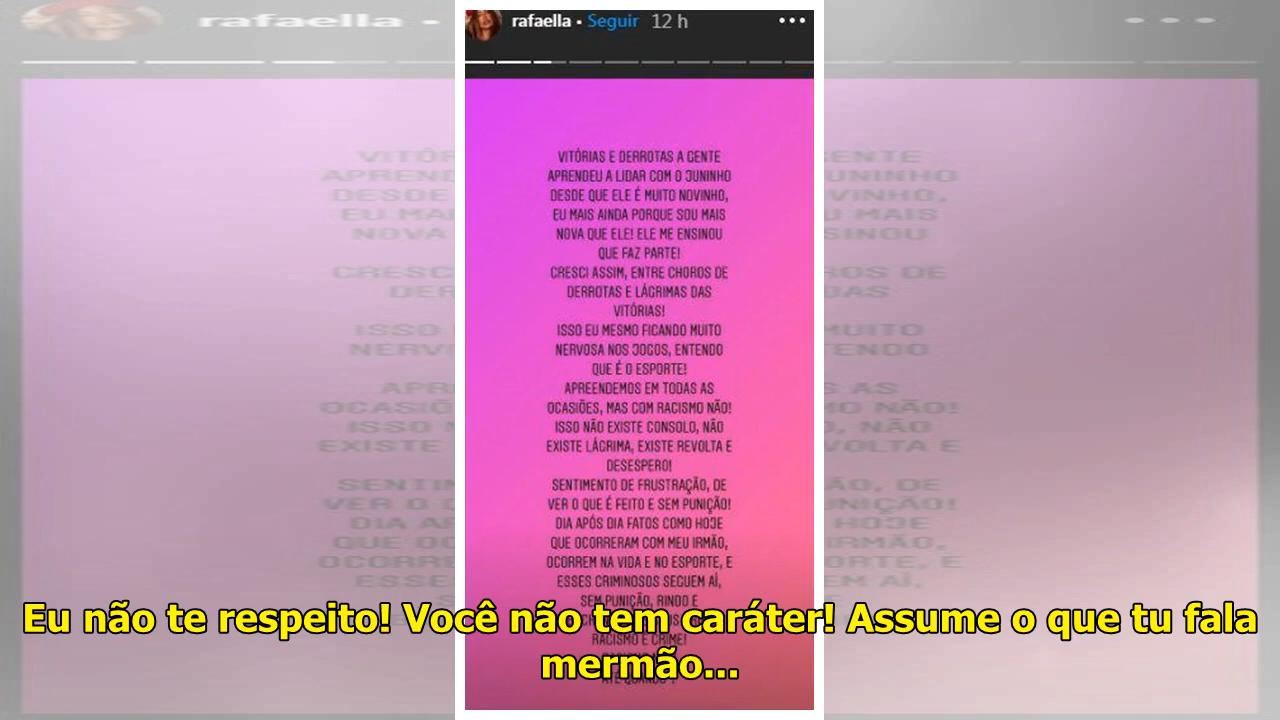 rafaella • Seguir 12 h
VITÓRIAS E DERROTAS A GENTE
APRENDEU A LIDAR COM O JUNINHO
DESDE QUE ELE É MUITO NOVINHO,
EU MAIS AINDA PORQUE SOU MAIS
NOVA QUE ELE! ELE ME ENSINOU
QUE FAZ PARTE!
CRESCI ASSIM, ENTRE CHOROS DE
DERROTAS E LÁGRIMAS DAS
VITÓRIAS!
ISSO EU MESMO FICANDO MUITO
NERVOSA NOS JOGOS, ENTENDO
QUE É O ESPORTE!
APREENDEMOS EM TODAS AS
OCASIÕES, MAS COM RACISMO NÃO!
ISSO NÃO EXISTE CONSOLO, NÃO
EXISTE LÁGRIMA, EXISTE REVOLTA E
DESESPERO!
SENTIMENTO DE FRUSTRAÇÃO, DE
VER O QUE É FEITO E SEM PUNIÇÃO!
DIA APÓS DIA FATOS COMO HOJE
QUE OCORRERAM COM MEU IRMÃO,
OCORREM NA VIDA E NO ESPORTE, E
ESSES CRIMINOSOS SEGUEM AÍ,
SEM PUNIÇÃO, RINDO E
Eu não te respeito! Você não tem caráter! Assume o que tu fala
RACISMO É CRIME!
mermão...
ATÉ QUANDO ?